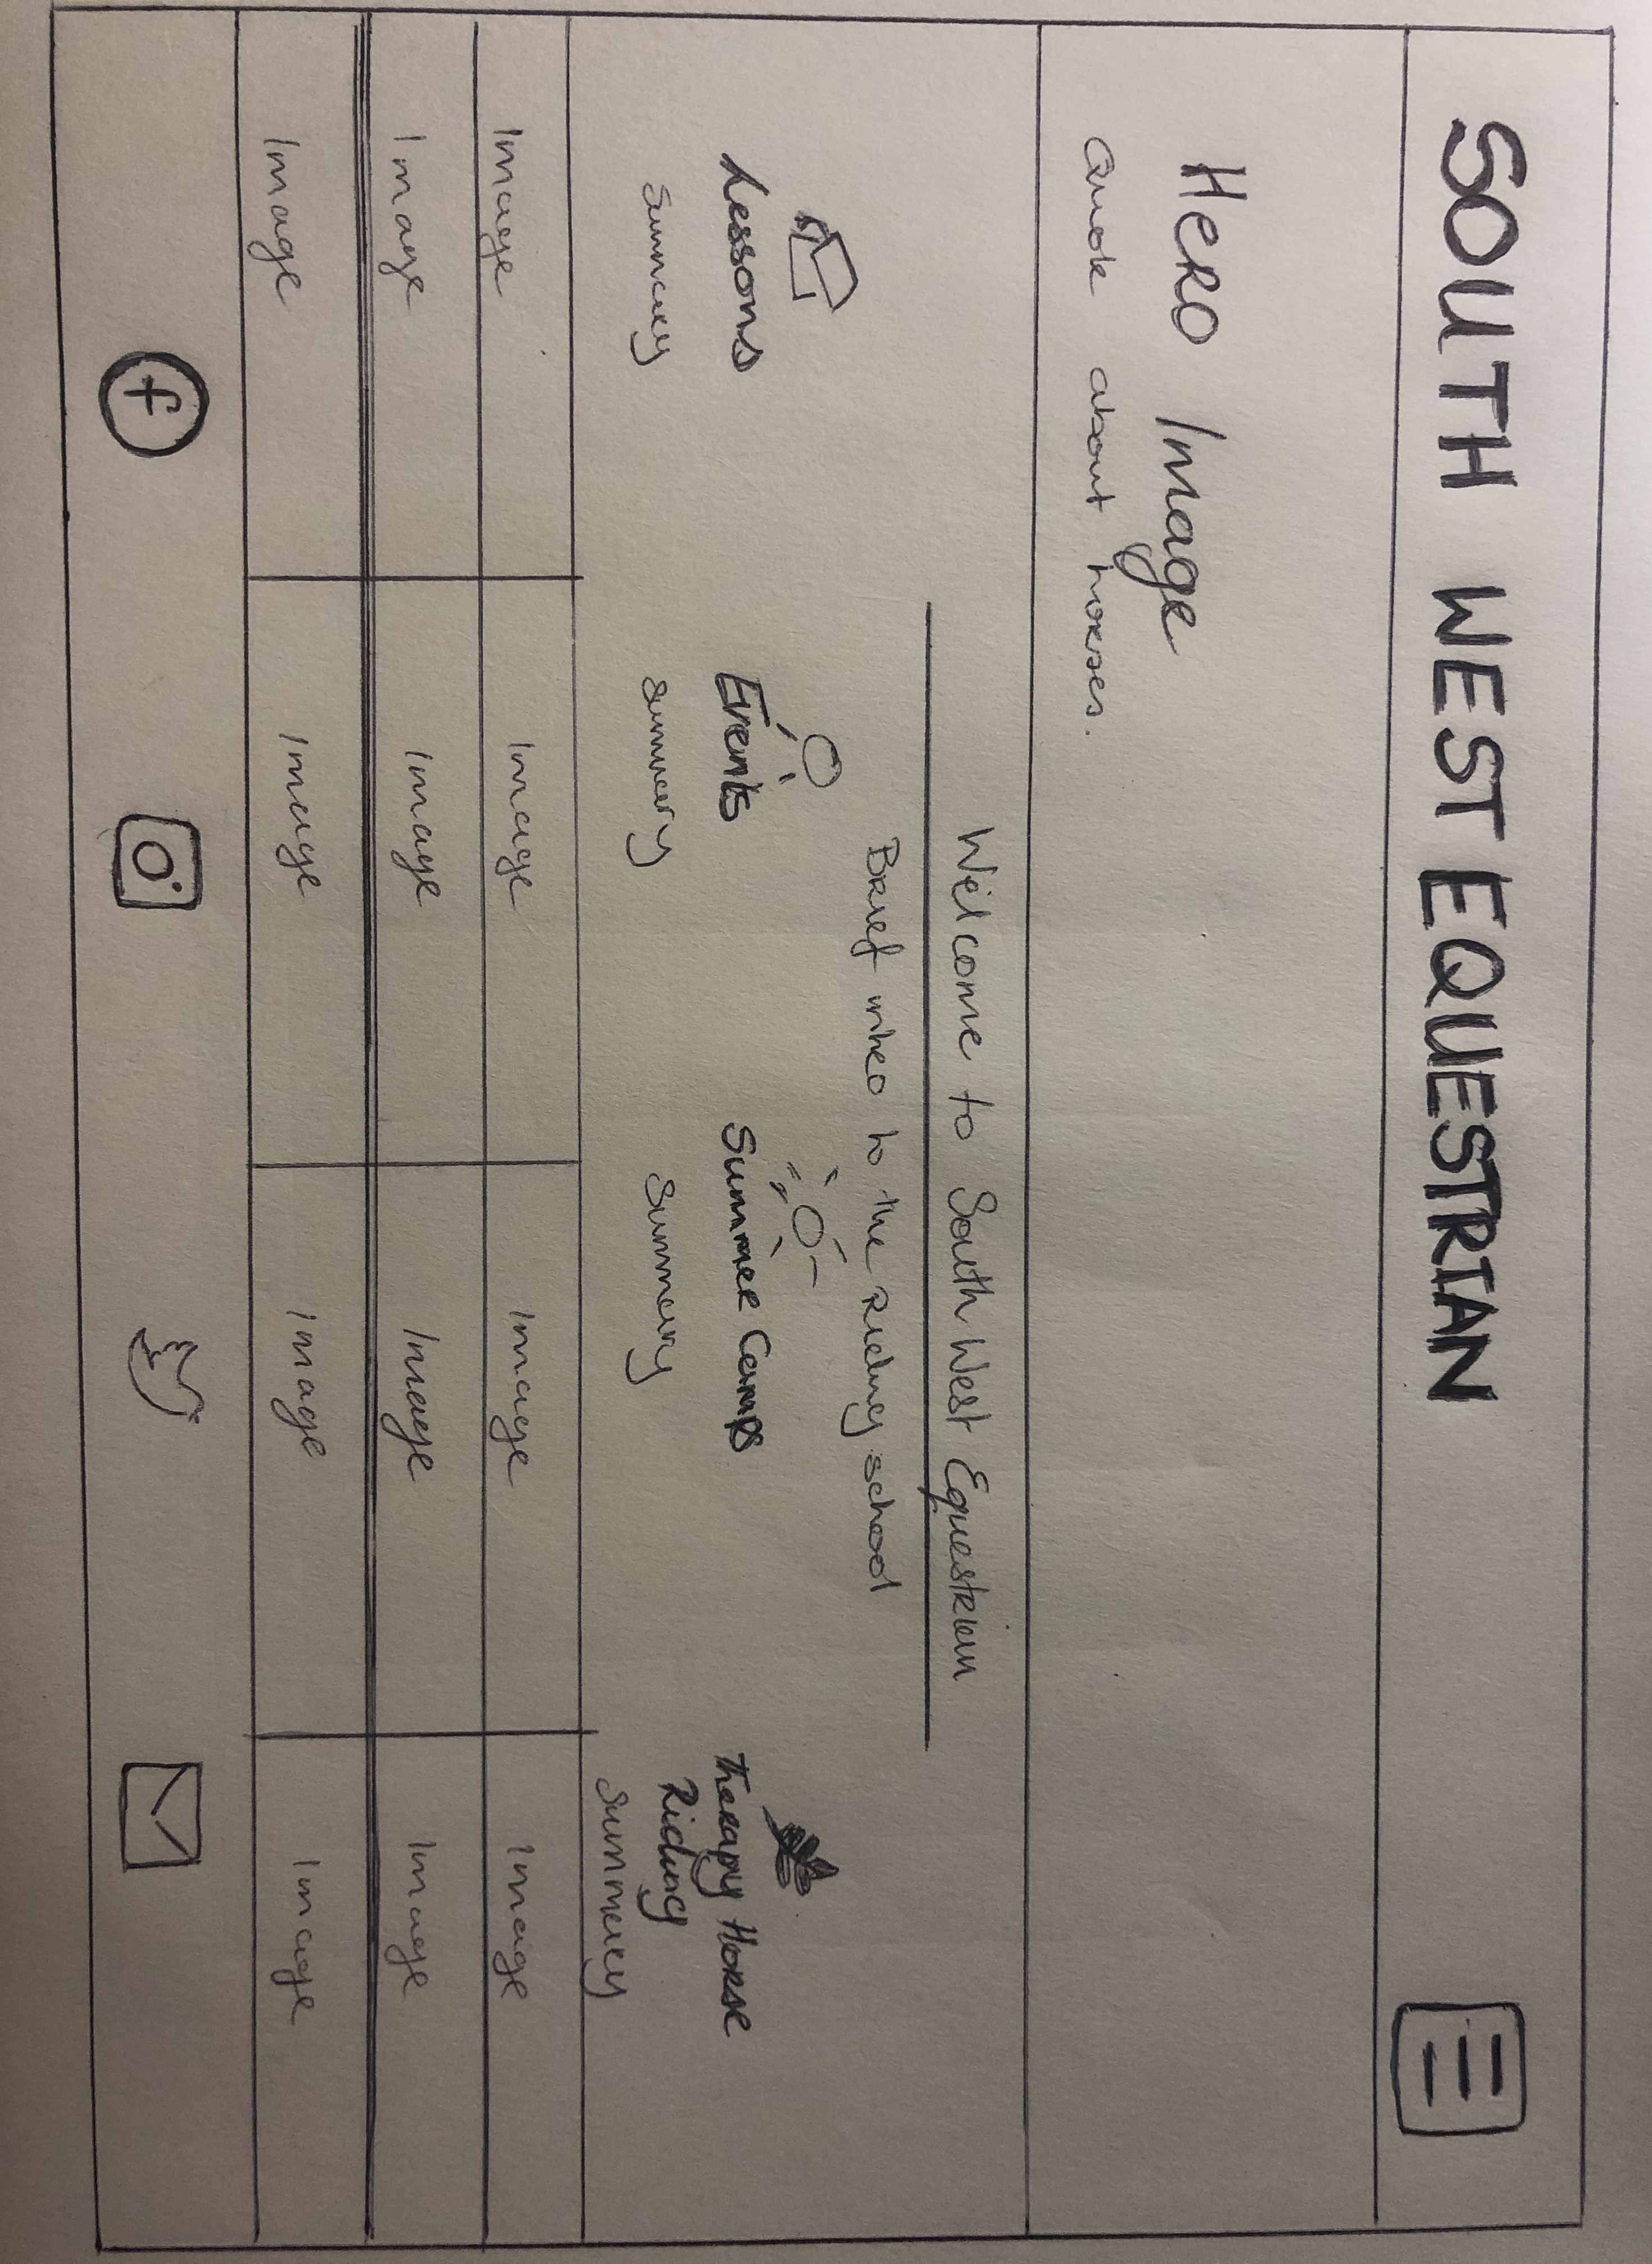 SOUTH WEST EQUESTRIAN
Hero Image
Quote about horses.
Welcome to South West Equestrian
Brief intro to the Riding school
Lessons
Summary
Events
Summary
Summer Camps
Summary
Therapy Horse
Riding
Summary
Image Image Image Image
Image Image Image Image
Image Image Image Image
f